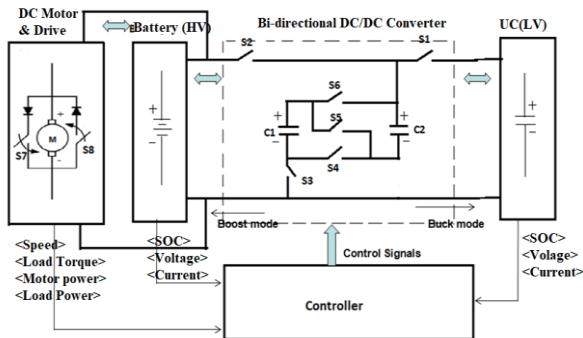 DC Motor
& Drive
Battery (HV)
Bi-directional DC/DC Converter
UC(LV)
S2
S1
S6
S5
S4
S3
C1
C2
+
−
+
−
+
−
+
−
+
-
M
S7
S8
Boost mode
Buck mode
<Speed>
<Load Torque>
<Motor power>
<Load Power>
<SOC>
<Voltage>
<Current>
Control Signals
Controller
<SOC>
<Volage>
<Current>